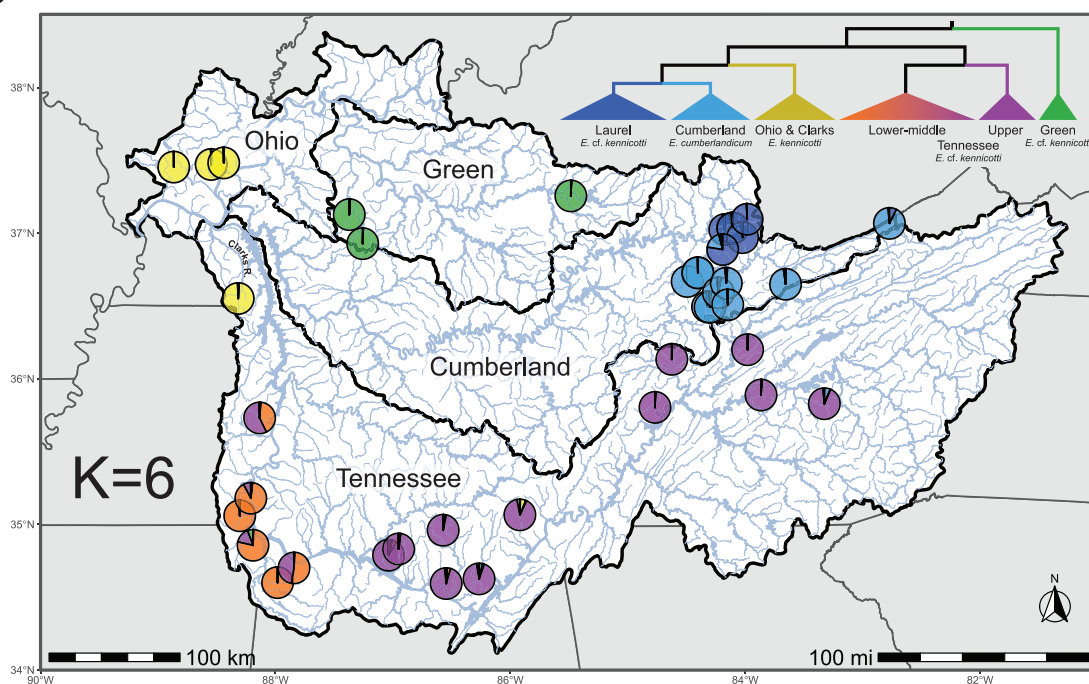 38°N
37°N
36°N
35°N
34°N
90°W
88°W
86°W
84°W
82°W
Ohio
Green
Clarks R.
Cumberland
Tennessee
K=6
100 km
100 mi
N
Laurel
E. cf. kennicotti
Cumberland
E. cumberlandicum
Ohio & Clarks
E. kennicotti
Lower-middle
Upper
Tennessee
E. cf. kennicotti
Green
E. cf. kennicotti